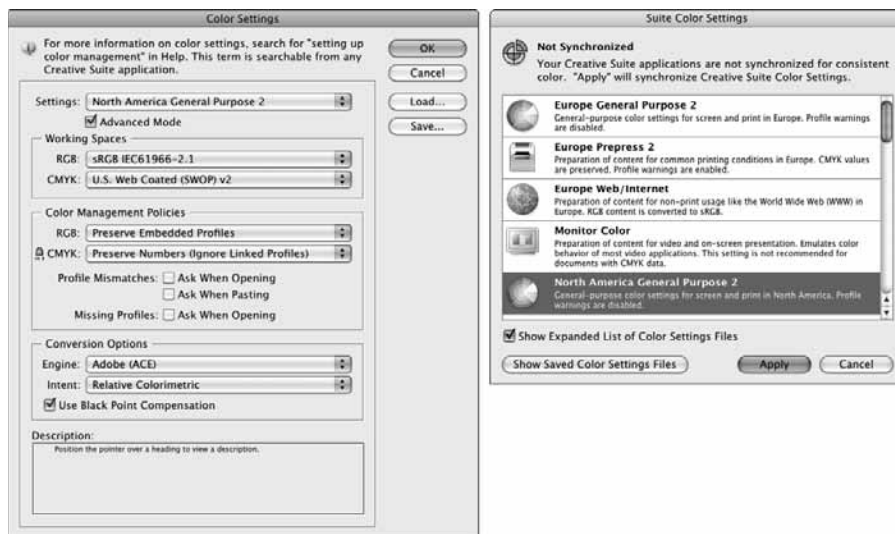 Color Settings
For more information on color settings, search for "setting up
color management" in Help. This term is searchable from any
Creative Suite application.
OK
Cancel
Load...
Save...
Settings: North America General Purpose 2
Advanced Mode
Working Spaces
RGB: sRGB IEC61966-2.1
CMYK: U.S. Web Coated (SWOP) v2
Color Management Policies
RGB: Preserve Embedded Profiles
CMYK: Preserve Numbers (Ignore Linked Profiles)
Profile Mismatches: Ask When Opening
Ask When Pasting
Missing Profiles: Ask When Opening
Conversion Options
Engine: Adobe (ACE)
Intent: Relative Colorimetric
Use Black Point Compensation
Description:
Position the pointer over a heading to view a description.
Suite Color Settings
Not Synchronized
Your Creative Suite applications are not synchronized for consistent
color. "Apply" will synchronize Creative Suite Color Settings.
Europe General Purpose 2
General-purpose color settings for screen and print in Europe. Profile warnings
are disabled.
Europe Prepress 2
Preparation of content for common printing conditions in Europe. CMYK values
are preserved. Profile warnings are enabled.
Europe Web/Internet
Preparation of content for non-print usage like the World Wide Web (WWW) in
Europe. RGB content is converted to sRGB.
Monitor Color
Preparation of content for video and on-screen presentation. Emulates color
behavior of most video applications. This setting is not recommended for
documents with CMYK data.
North America General Purpose 2
General-purpose color settings for screen and print in North America. Profile
warnings are disabled.
Show Expanded List of Color Settings Files
Show Saved Color Settings Files
Apply
Cancel